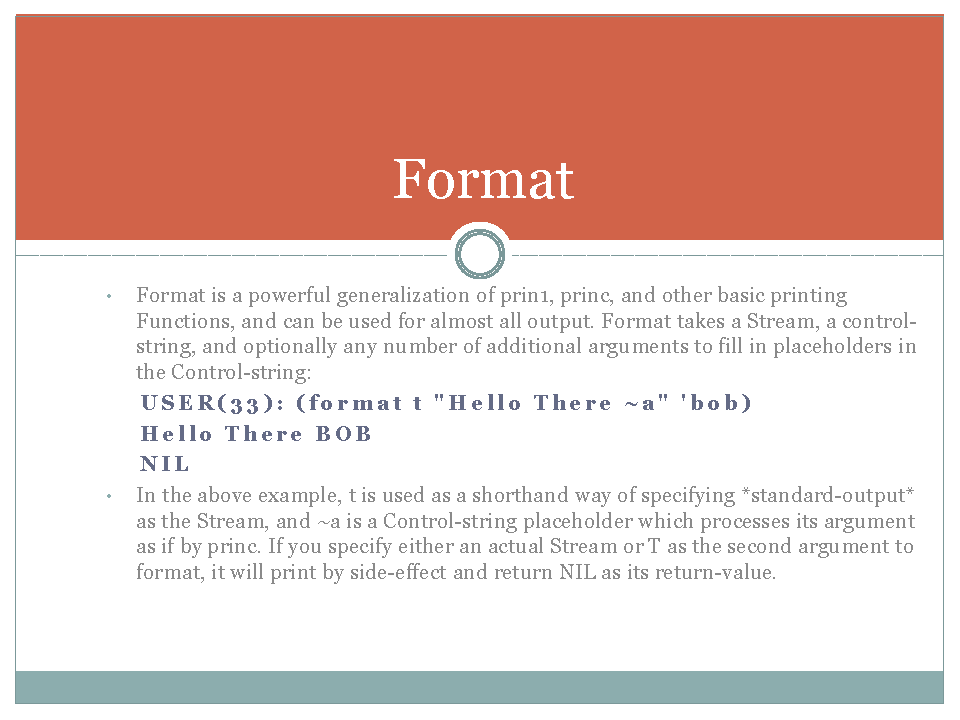 Format
• Format is a powerful generalization of prin1, princ, and other basic printing
Functions, and can be used for almost all output. Format takes a Stream, a control-
string, and optionally any number of additional arguments to fill in placeholders in
the Control-string:
USER(33): (format t "Hello There ~a" 'bob)
Hello There BOB
NIL
• In the above example, t is used as a shorthand way of specifying *standard-output*
as the Stream, and ~a is a Control-string placeholder which processes its argument
as if by princ. If you specify either an actual Stream or T as the second argument to
format, it will print by side-effect and return NIL as its return-value.